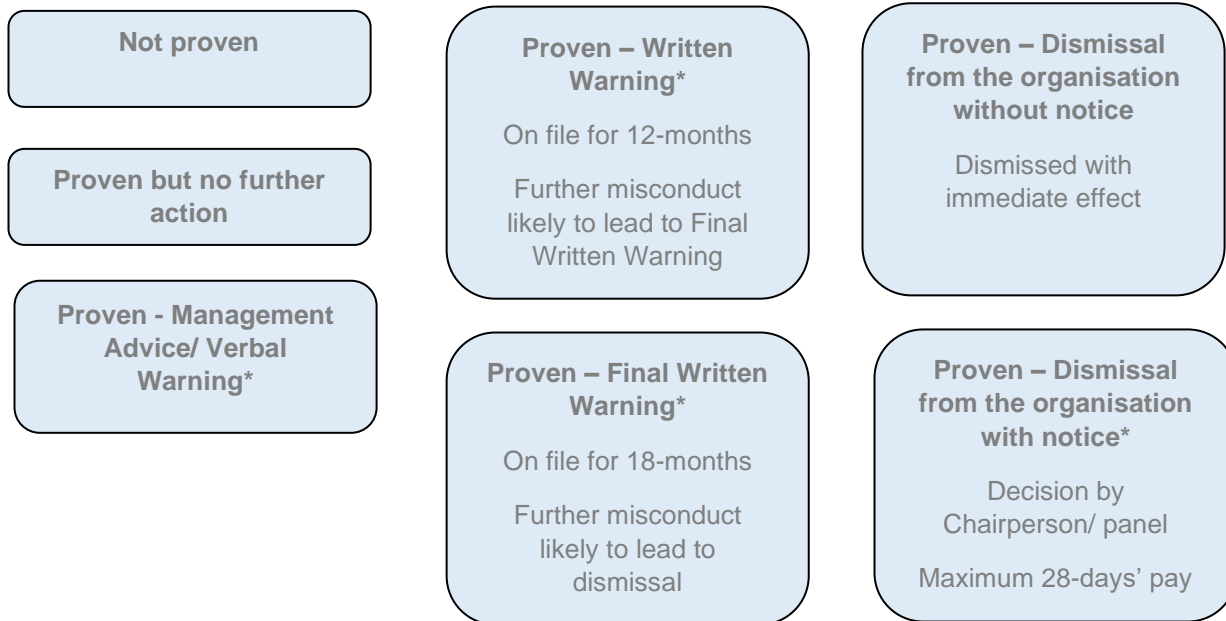 Not proven
Proven but no further
action
Proven - Management
Advice/ Verbal
Warning*
Proven – Written
Warning*
On file for 12-months
Further misconduct
likely to lead to Final
Written Warning
Proven – Final Written
Warning*
On file for 18-months
Further misconduct
likely to lead to
dismissal
Proven – Dismissal
from the organisation
without notice
Dismissed with
immediate effect
Proven – Dismissal
from the organisation
with notice*
Decision by
Chairperson/ panel
Maximum 28-days’ pay